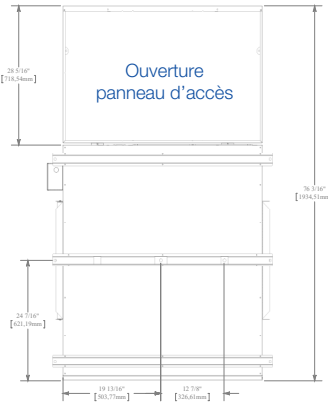 28 5/16"
[718,54mm]
Ouverture
panneau d'accès
76 3/16"
[1934,51mm
24 7/16"
[621,19mm]
19 13/16"
[503,77mm]
12 7/8"
[326,61mm]